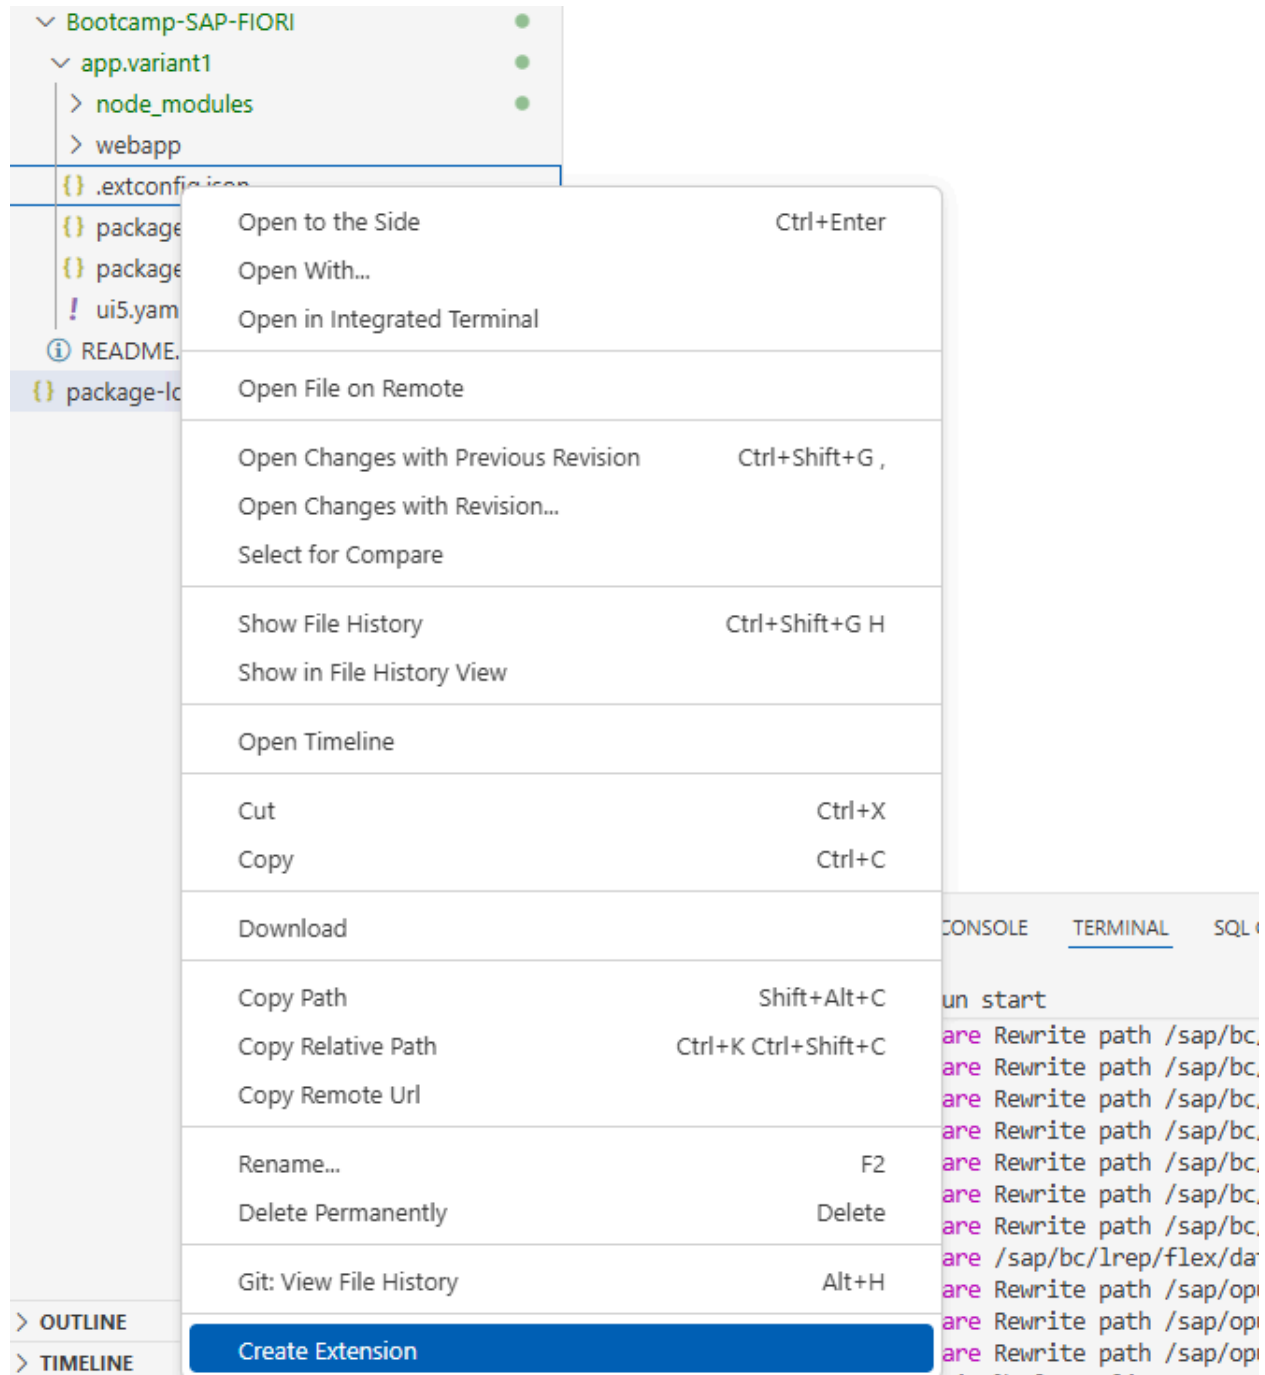 Bootcamp-SAP-FIORI
app.variant1
node_modules
webapp
.extconfig.json
package
package
ui5.yam
README.
package-lo
Open to the Side Ctrl+Enter
Open With...
Open in Integrated Terminal
Open File on Remote
Open Changes with Previous Revision Ctrl+Shift+G ,
Open Changes with Revision...
Select for Compare
Show File History Ctrl+Shift+G H
Show in File History View
Open Timeline
Cut Ctrl+X
Copy Ctrl+C
Download
Copy Path Shift+Alt+C
Copy Relative Path Ctrl+K Ctrl+Shift+C
Copy Remote Url
Rename... F2
Delete Permanently Delete
Git: View File History Alt+H
Create Extension
OUTLINE
TIMELINE
CONSOLE TERMINAL SQL
un start
are Rewrite path /sap/bc/
are Rewrite path /sap/bc/
are Rewrite path /sap/bc/
are Rewrite path /sap/bc/
are Rewrite path /sap/bc/
are Rewrite path /sap/bc/
are Rewrite path /sap/bc/
are /sap/bc/lrep/flex/da
are Rewrite path /sap/op
are Rewrite path /sap/op
are Rewrite path /sap/op